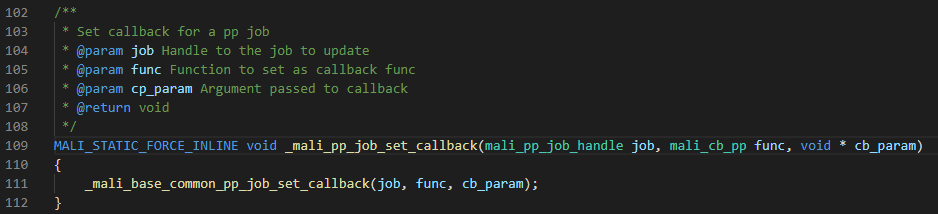 102 /**
103 * Set callback for a pp job
104 * @param job Handle to the job to update
105 * @param func Function to set as callback func
106 * @param cp_param Argument passed to callback
107 * @return void
108 */
109 MALI_STATIC_FORCE_INLINE void _mali_pp_job_set_callback(mali_pp_job_handle job, mali_cb_pp func, void * cb_param)
110 {
111 _mali_base_common_pp_job_set_callback(job, func, cb_param);
112 }